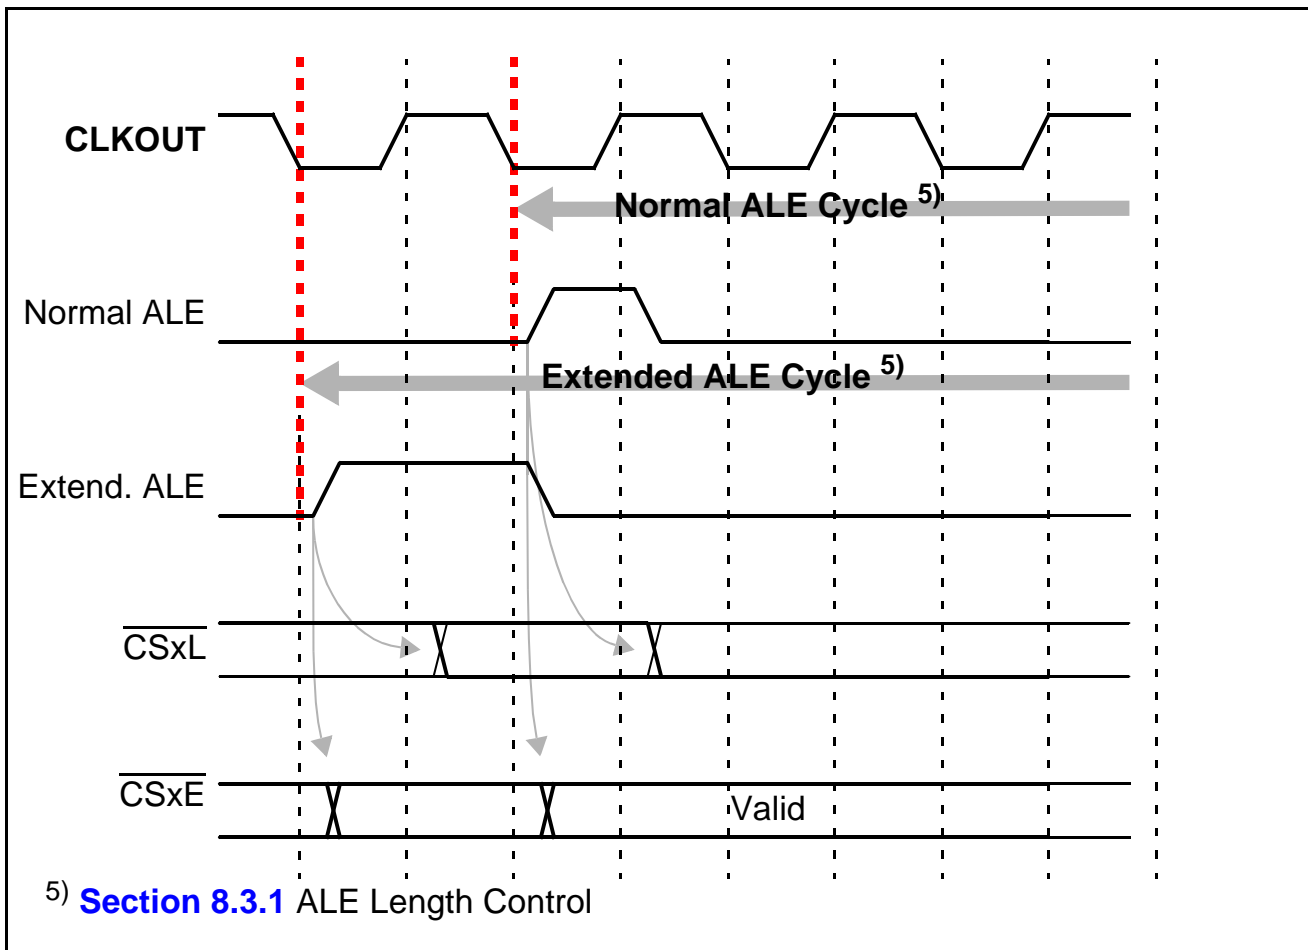 CLKOUT
Normal ALE Cycle 5)
Normal ALE
Extended ALE Cycle 5)
Extend. ALE
CSxL
CSxE
Valid
5) Section 8.3.1 ALE Length Control